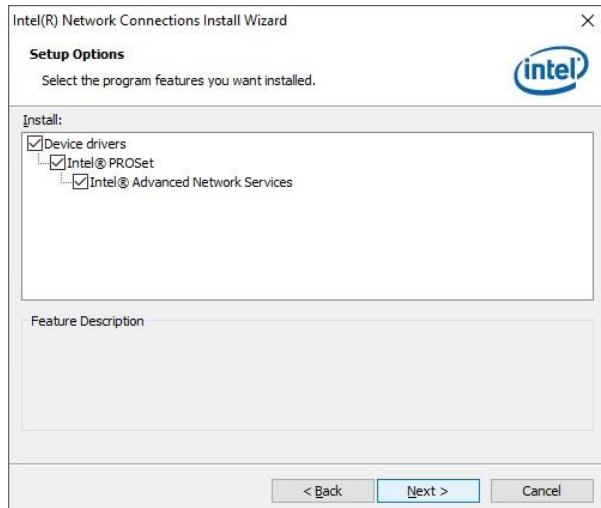 Intel(R) Network Connections Install Wizard
Setup Options
Select the program features you want installed.
intel
Install:
Device drivers
Intel® PROSet
Intel® Advanced Network Services
Feature Description
< Back
Next >
Cancel